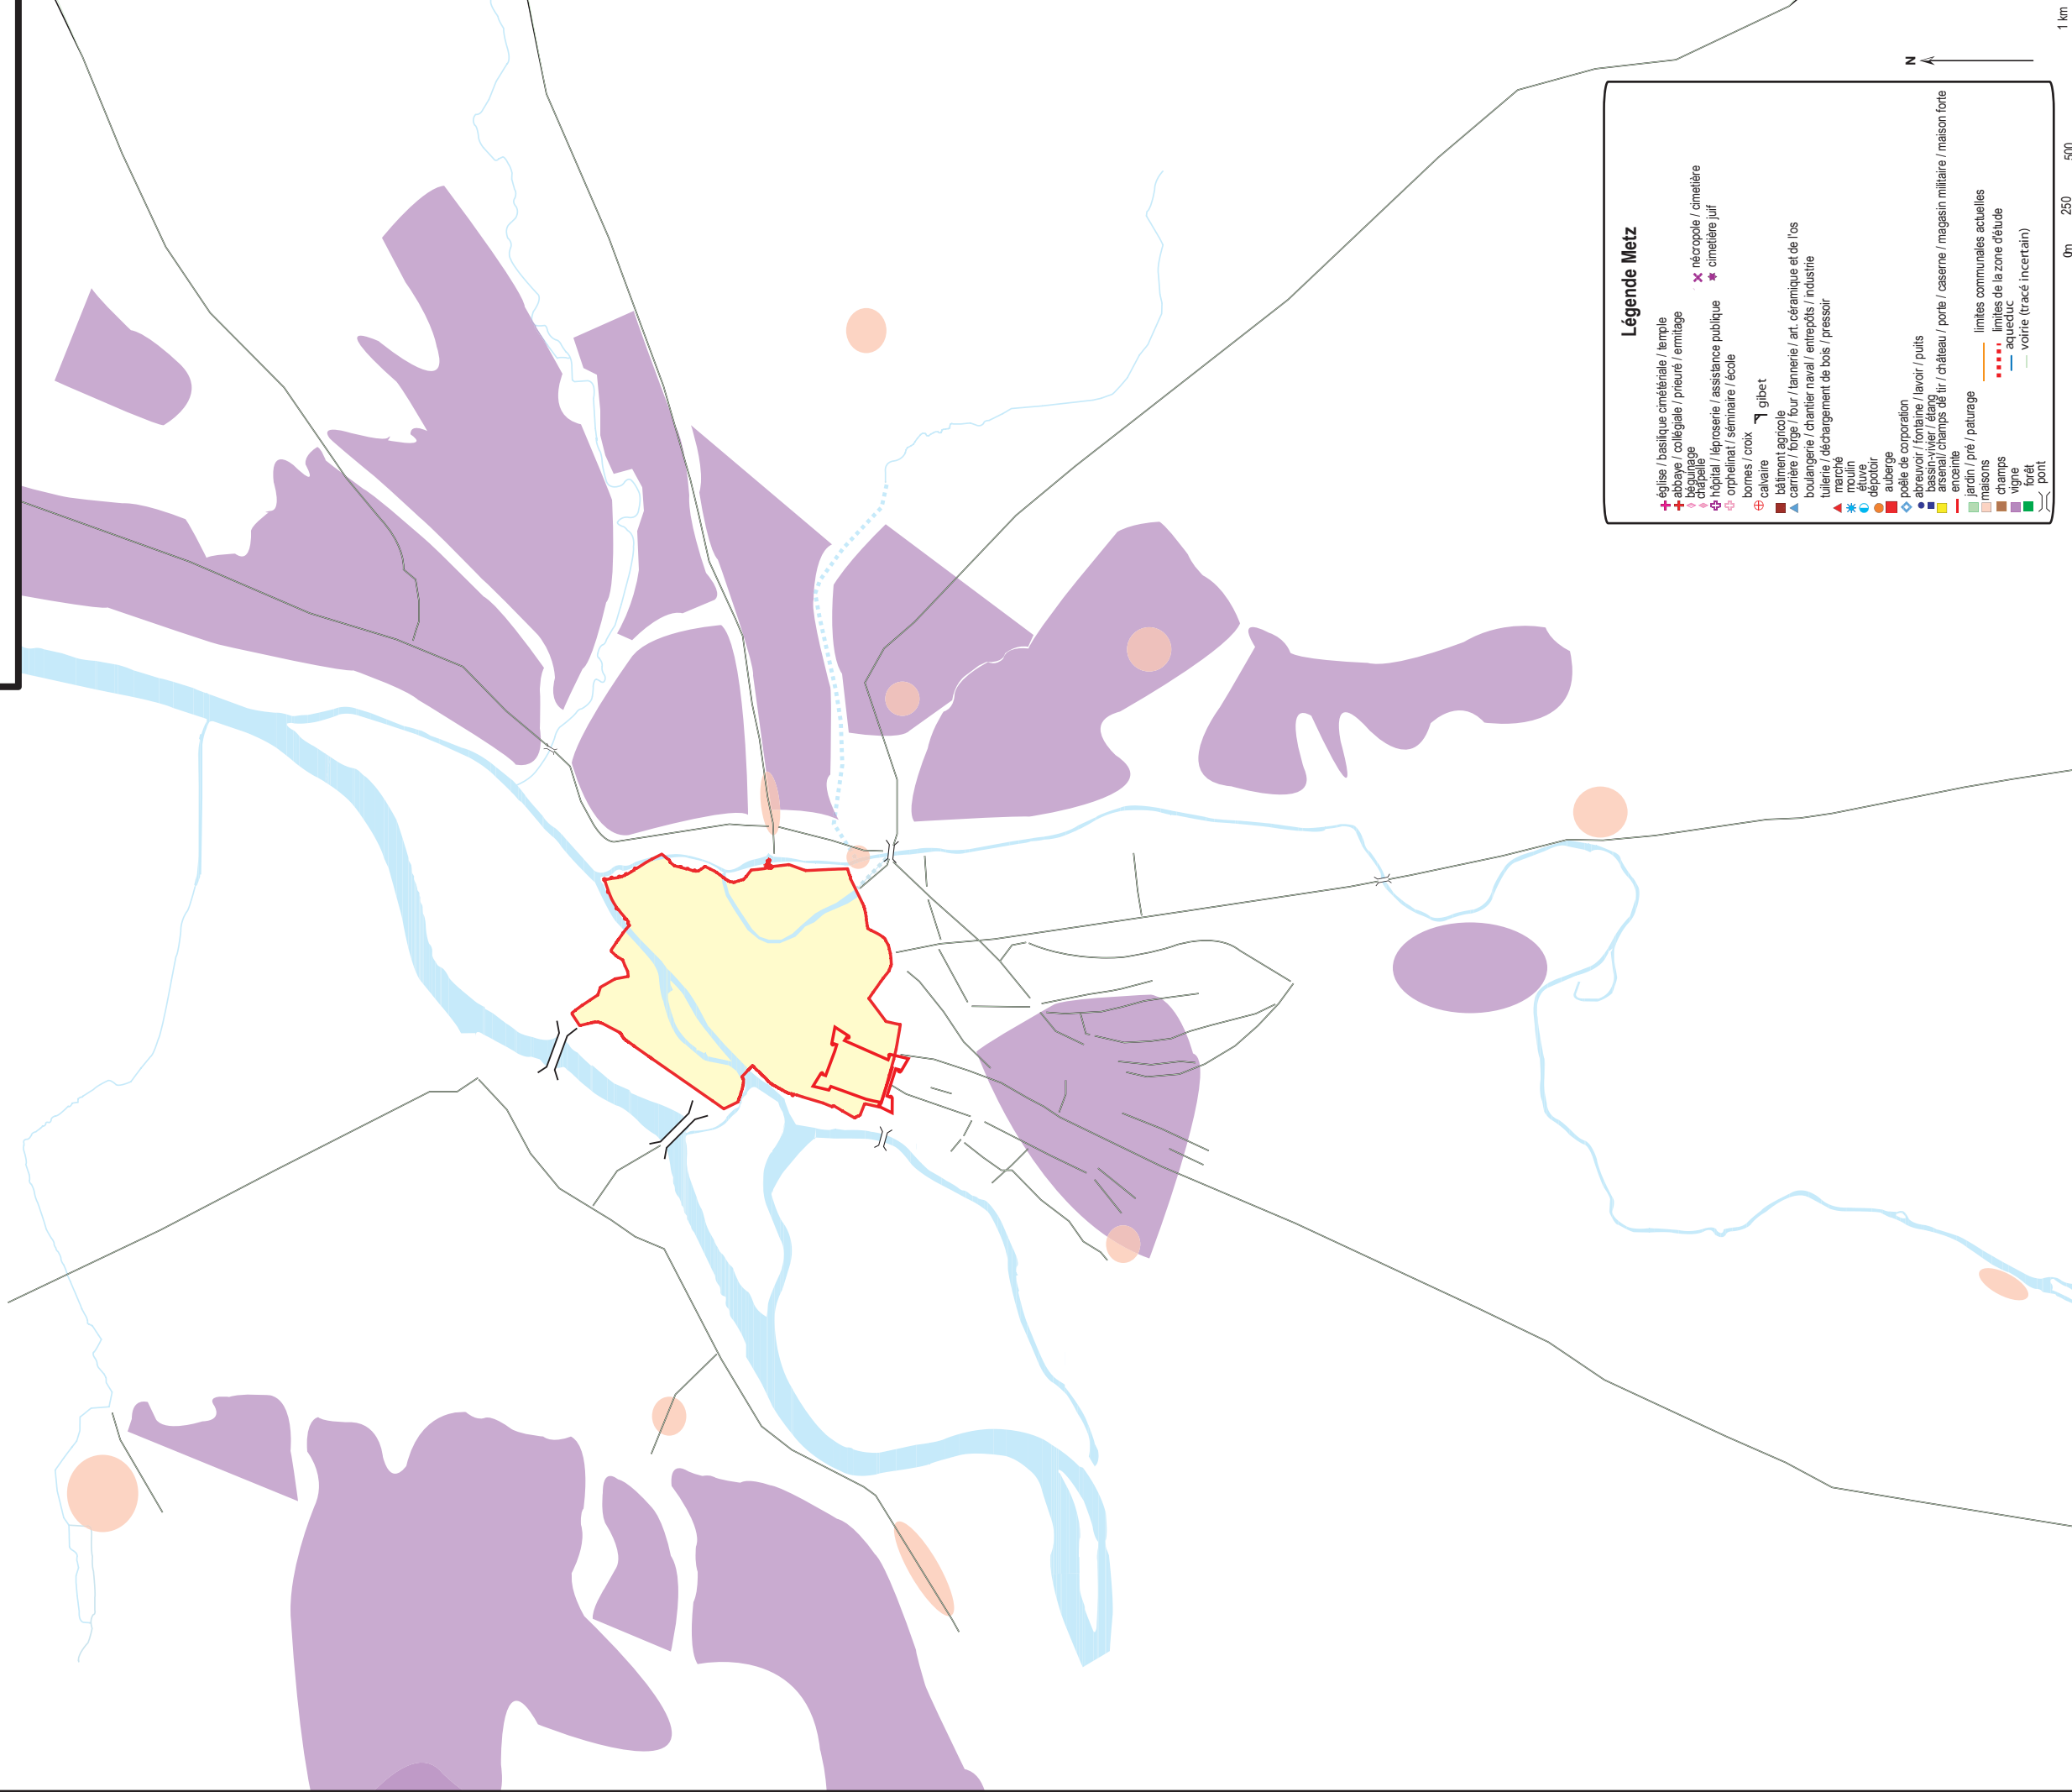 Légende Metz
église / basilique cimétériale / temple
abbaye / collégiale / prieuré / ermitage
béguinage
chapelle
hôpital / léproserie / assistance publique
orphelinat / séminaire / école
nécropole / cimetière
cimetière juif
bornes / croix
calvaire
gibet
bâtiment agricole
carrière / forge / four / tannerie / art. céramique et de l'os
boulangerie / chantier naval / entrepôts / industrie
tuilerie / déchargement de bois / pressoir
marché
moulin
étuve
dépotoir
auberge
poêle de corporation
abreuvoir / fontaine / lavoir / puits
bassin-vivier / étang
arsenal/ champs de tir / château / porte / caserne / magasin militaire / maison forte
enceinte
jardin / pré / paturage
maisons
champs
vigne
forêt
pont
limites communales actuelles
limites de la zone d'étude
aqueduc
voirie (tracé incertain)
N
0m 250 500 1 km